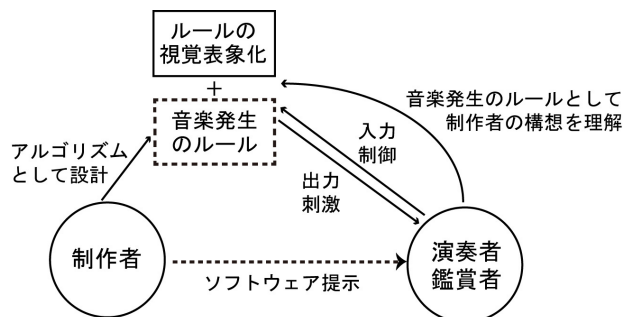 ルールの
視覚表象化
+
音楽発生
のルール
音楽発生のルールとして
制作者の構想を理解
入力
制御
アルゴリズム
として設計
出力
刺激
制作者
演奏者
鑑賞者
ソフトウェア提示